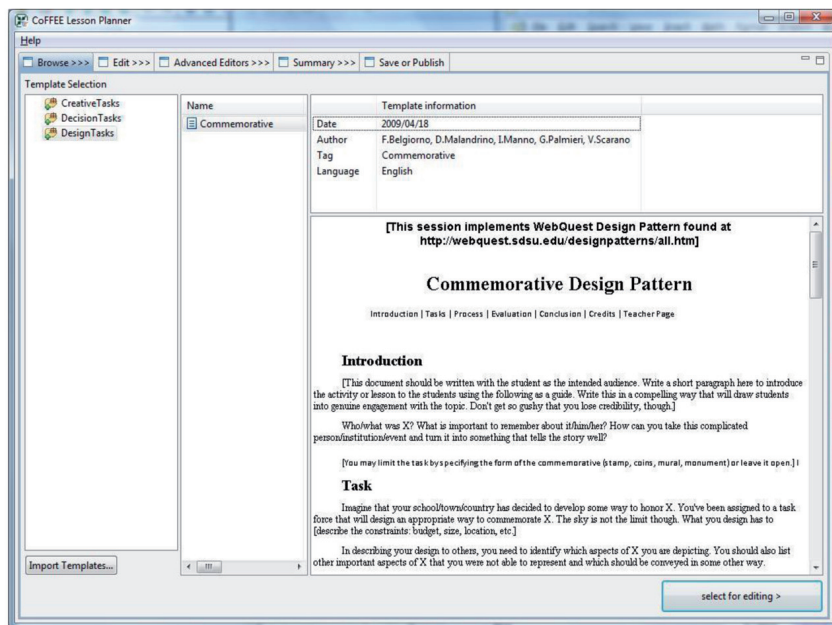 CoFFEE Lesson Planner
Help
Browse >>> Edit >>> Advanced Editors >>> Summary >>> Save or Publish
Template Selection
CreativeTasks
DecisionTasks
DesignTasks
Import Templates...
Name
Commemorative
Template information
Date 2009/04/18
Author F.Belgiorno, D.Malandrino, I.Manno, G.Palmieri, V.Scarano
Tag Commemorative
Language English
[This session implements WebQuest Design Pattern found at
http://webquest.sdsu.edu/designpatterns/all.htm]
Commemorative Design Pattern
Introduction | Tasks | Process | Evaluation | Conclusion | Credits | Teacher Page
Introduction
[This document should be written with the student as the intended audience. Write a short paragraph here to introduce
the activity or lesson to the students using the following as a guide. Write this in a compelling way that will draw students
into genuine engagement with the topic. Don't get so gushy that you lose credibility, though.]
Who/what was X? What is important to remember about it/him/her? How can you take this complicated
person/institution/event and turn it into something that tells the story well?
[You may limit the task by specifying the form of the commemorative (stamp, coins, mural, monument) or leave it open.] I
Task
Imagine that your school/town/country has decided to develop some way to honor X. You've been assigned to a task
force that will design an appropriate way to commemorate X. The sky is not the limit though. What you design has to
[describe the constraints: budget, size, location, etc.]
In describing your design to others, you need to identify which aspects of X you are depicting. You should also list
other important aspects of X that you were not able to represent and which should be conveyed in some other way.
select for editing >